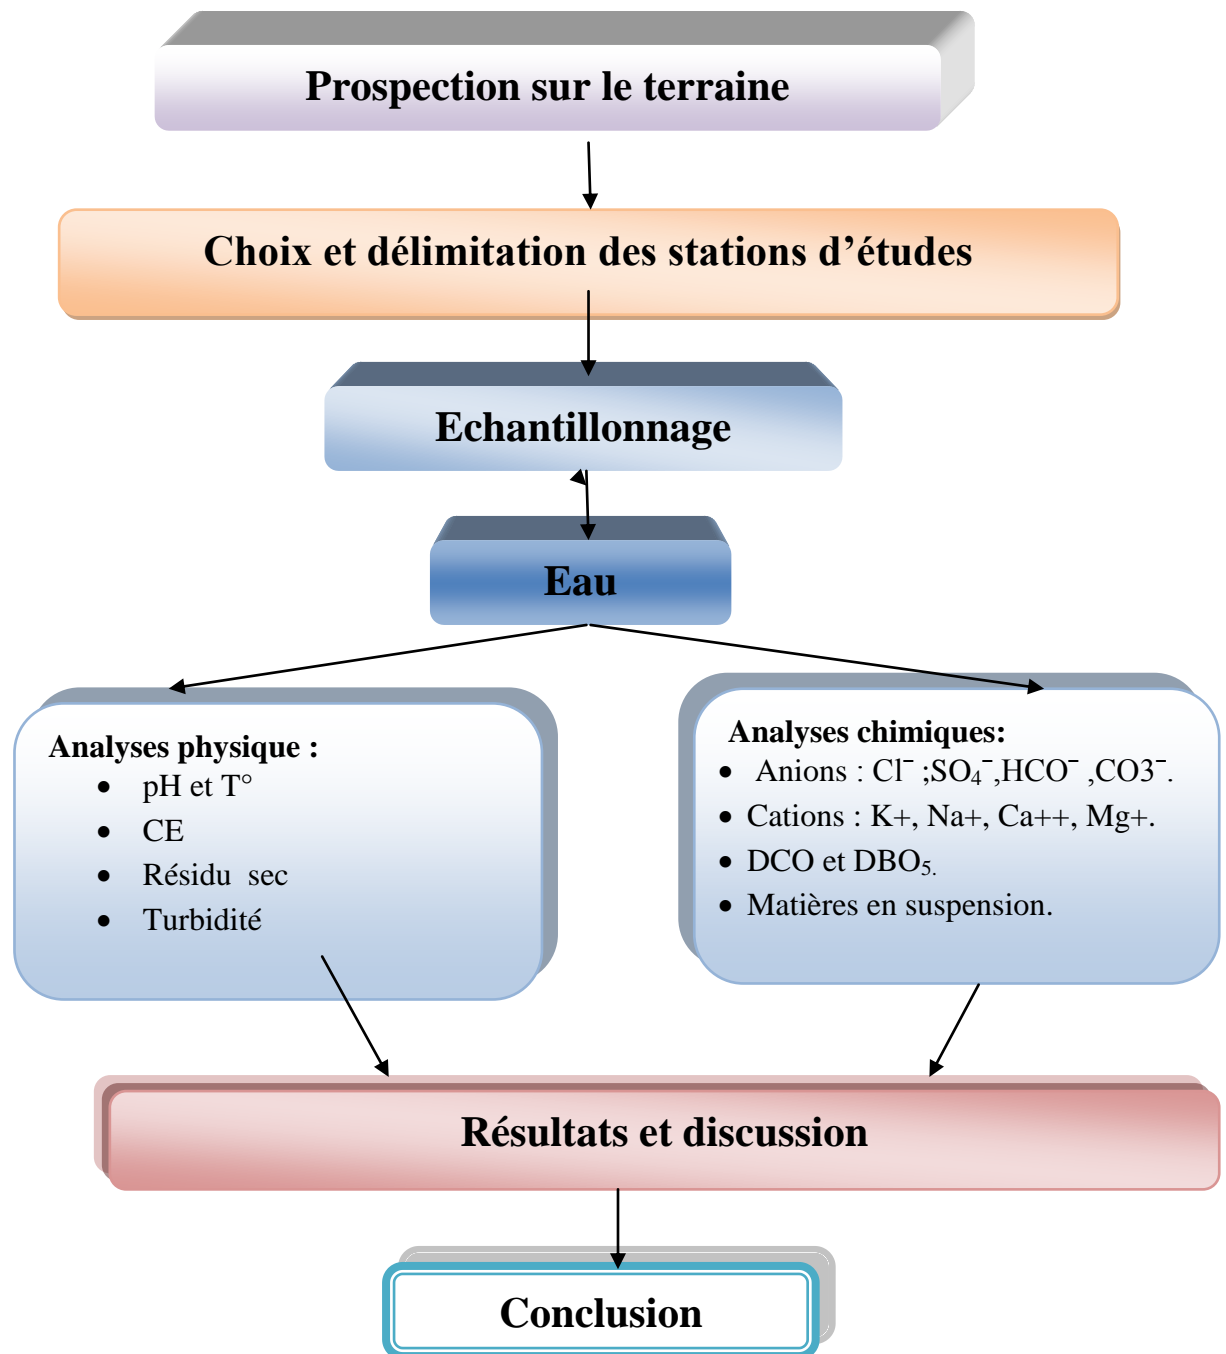 Prospection sur le terraine
Choix et délimitation des stations d’études
Echantillonnage
Eau
Analyses physique :
• pH et T°
• CE
• Résidu sec
• Turbidité
Analyses chimiques:
• Anions : Cl⁻ ;SO₄⁻,HCO⁻ ,CO3⁻.
• Cations : K+, Na+, Ca++, Mg+.
• DCO et DBO₅.
• Matières en suspension.
Résultats et discussion
Conclusion